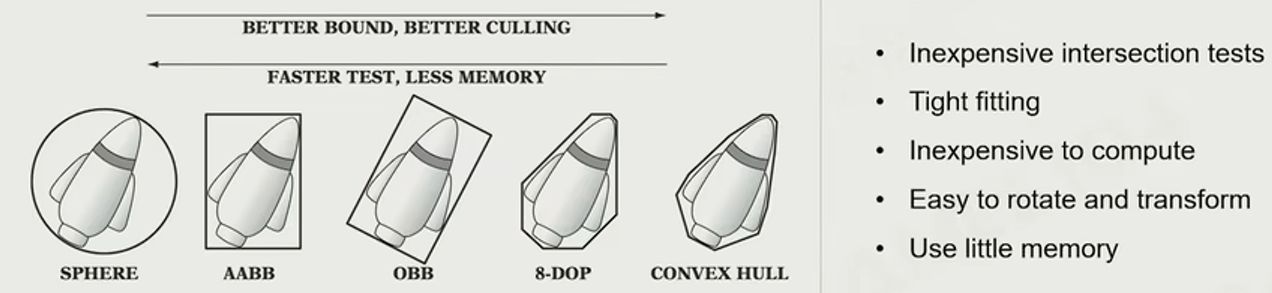 BETTER BOUND, BETTER CULLING
FASTER TEST, LESS MEMORY
SPHERE
AABB
OBB
8-DOP
CONVEX HULL
• Inexpensive intersection tests
• Tight fitting
• Inexpensive to compute
• Easy to rotate and transform
• Use little memory